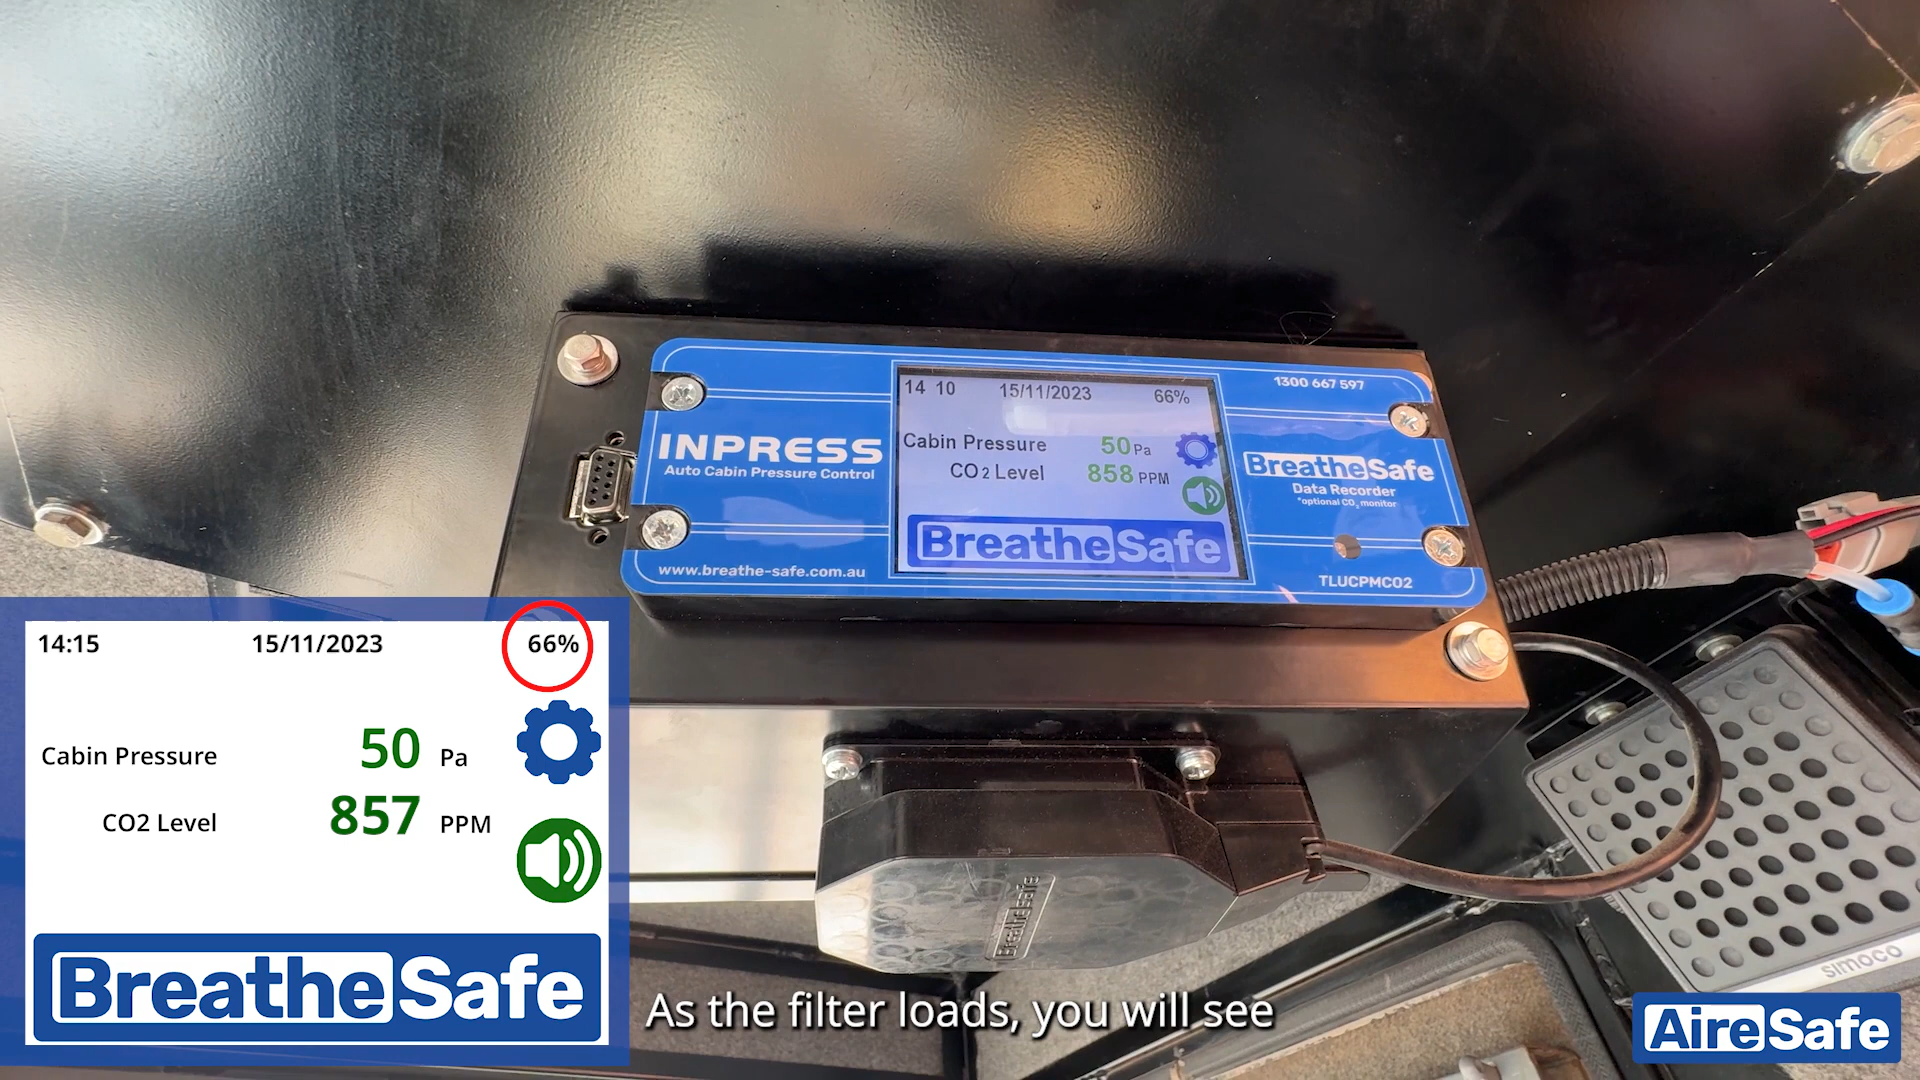 1300 667 597
14 10 15/11/2023 66%
INPRESS
Auto Cabin Pressure Control
Cabin Pressure 50 Pa
CO2 Level 858 PPM
BreatheSafe
BreatheSafe
Data Recorder
*optional CO2 monitor
www.breathe-safe.com.au
TLUCPMC02
14:15 15/11/2023 66%
Cabin Pressure 50 Pa
CO2 Level 857 PPM
BreatheSafe
BreatheSafe
simoco
As the filter loads, you will see
AireSafe